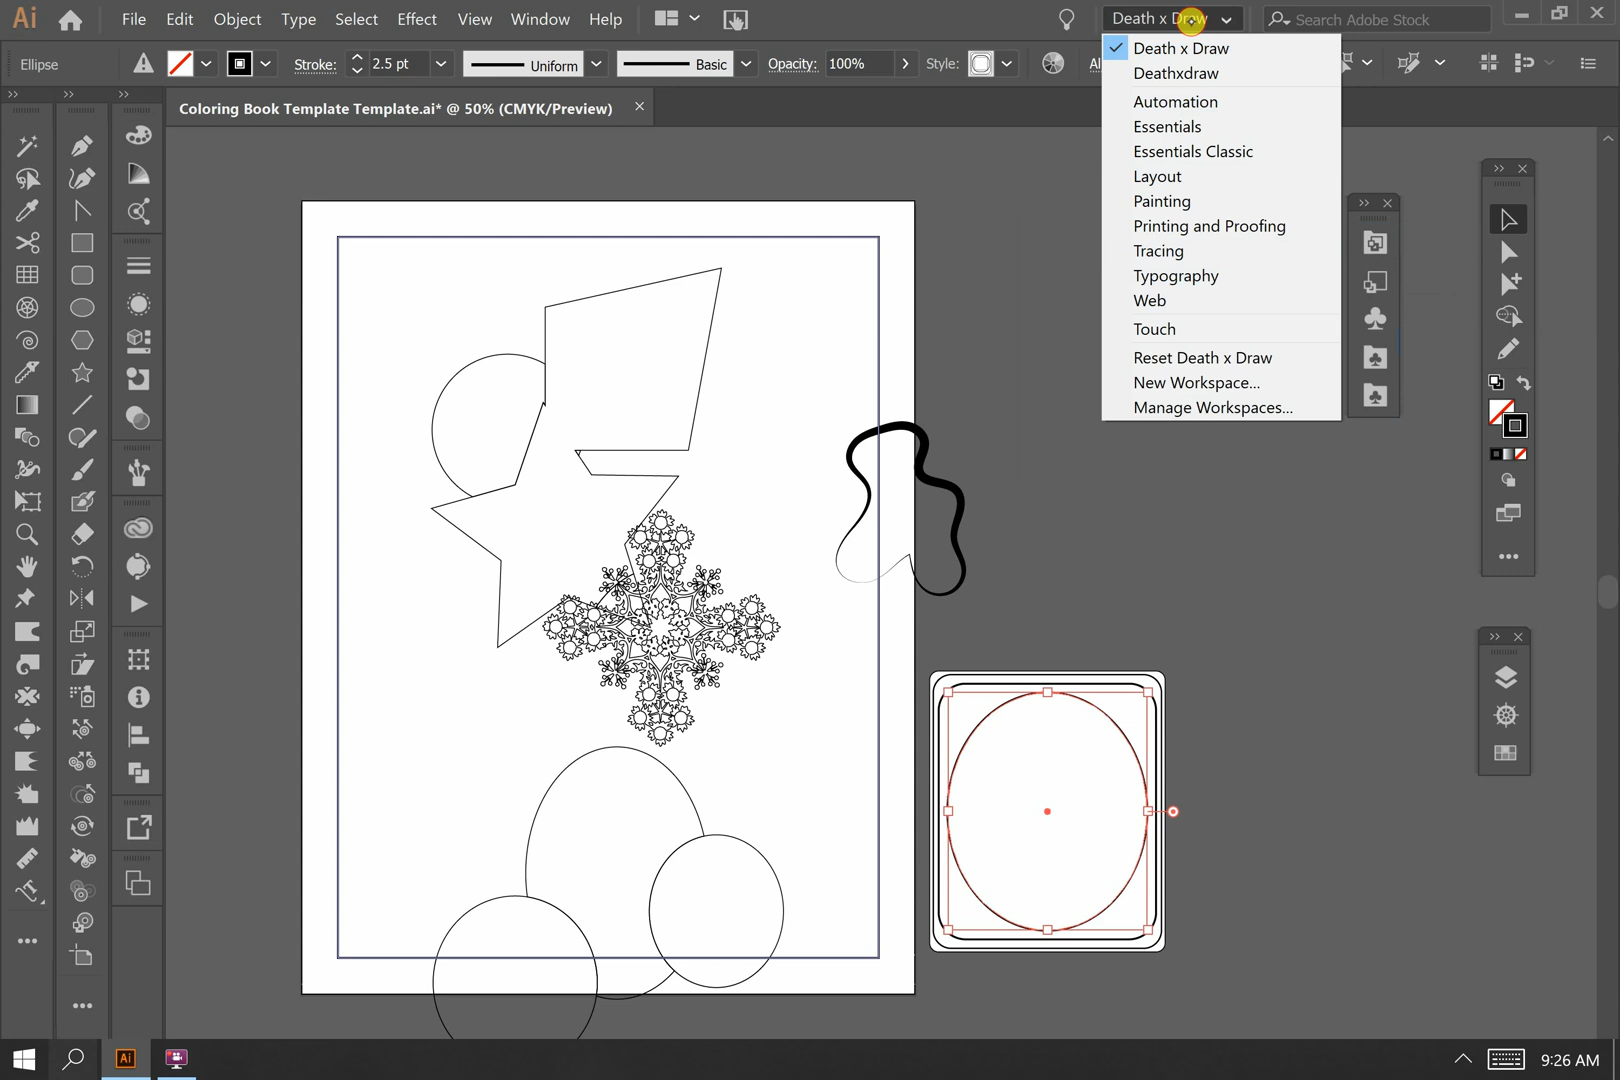 Ai File Edit Object Type Select Effect View Window Help Death x Draw Search Adobe Stock
Ellipse Stroke: 2.5 pt Uniform Basic Opacity: 100% Style:
Coloring Book Template Template.ai* @ 50% (CMYK/Preview)
Death x Draw
Deathxdraw
Automation
Essentials
Essentials Classic
Layout
Painting
Printing and Proofing
Tracing
Typography
Web
Touch
Reset Death x Draw
New Workspace...
Manage Workspaces...
Ai 9:26 AM